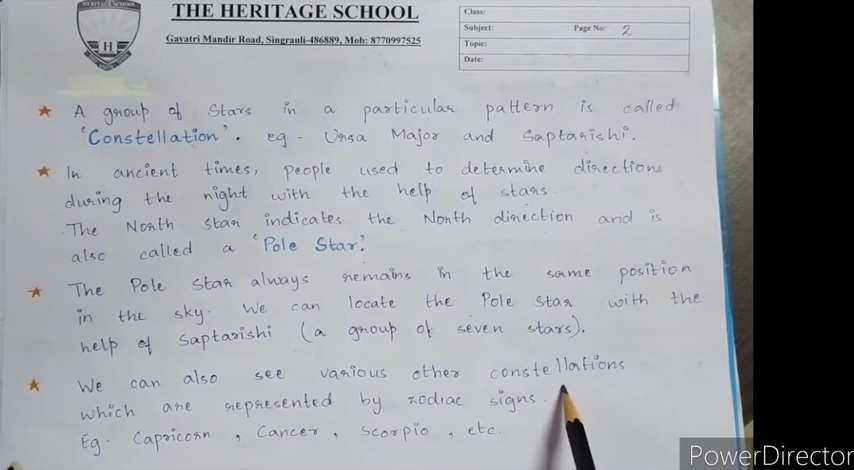 HERITAGE SCHOOL
H
THE HERITAGE SCHOOL
Gayatri Mandir Road, Singrauli-486889, Mob: 8770997525
Class:
Subject: Page No: 2
Topic:
Date:
★ A group of Stars in a particular pattern is called
'Constellation'. eg - Ursa Major and Saptarishi.
★ In ancient times, people used to determine directions
during the night with the help of stars.
The North star indicates the North direction and is
also called a 'Pole Star'.
★ The Pole star always remains in the same position
in the sky. We can locate the Pole star with the
help of Saptarishi (a group of seven stars).
★ We can also see various other constellations
which are represented by zodiac signs.
Eg. Capricorn, Cancer, Scorpio, etc.
PowerDirector